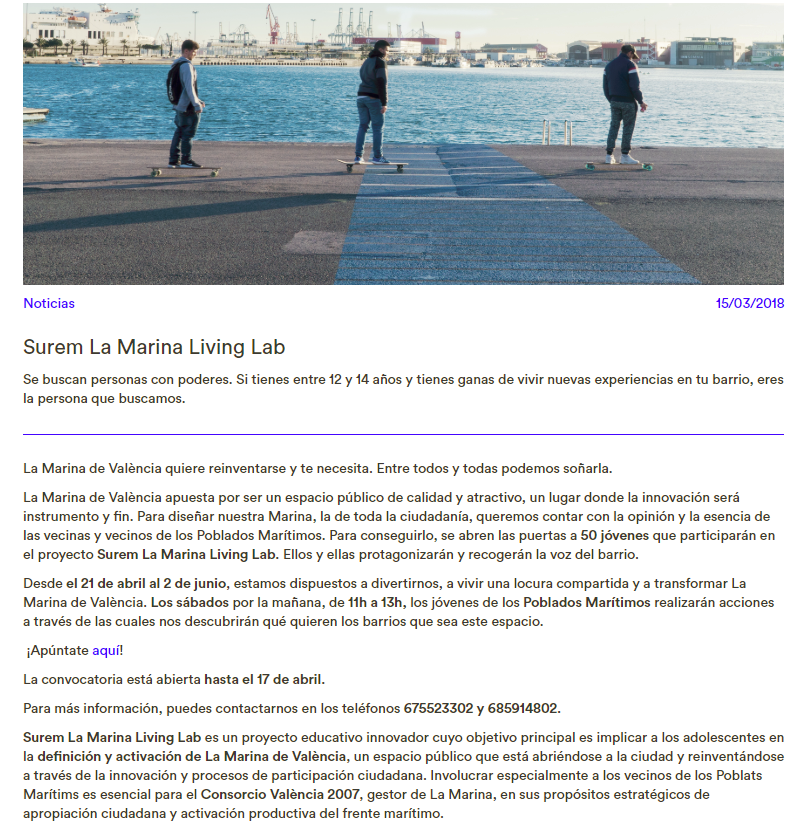 Noticias
15/03/2018
Surem La Marina Living Lab
Se buscan personas con poderes. Si tienes entre 12 y 14 años y tienes ganas de vivir nuevas experiencias en tu barrio, eres
la persona que buscamos.
La Marina de València quiere reinventarse y te necesita. Entre todos y todas podemos soñarla.
La Marina de València apuesta por ser un espacio público de calidad y atractivo, un lugar donde la innovación será
instrumento y fin. Para diseñar nuestra Marina, la de toda la ciudadanía, queremos contar con la opinión y la esencia de
las vecinas y vecinos de los Poblados Marítimos. Para conseguirlo, se abren las puertas a 50 jóvenes que participarán en
el proyecto Surem La Marina Living Lab. Ellos y ellas protagonizarán y recogerán la voz del barrio.
Desde el 21 de abril al 2 de junio, estamos dispuestos a divertirnos, a vivir una locura compartida y a transformar La
Marina de València. Los sábados por la mañana, de 11h a 13h, los jóvenes de los Poblados Marítimos realizarán acciones
a través de las cuales nos descubrirán qué quieren los barrios que sea este espacio.
¡Apúntate aquí!
La convocatoria está abierta hasta el 17 de abril.
Para más información, puedes contactarnos en los teléfonos 675523302 y 685914802.
Surem La Marina Living Lab es un proyecto educativo innovador cuyo objetivo principal es implicar a los adolescentes en
la definición y activación de La Marina de València, un espacio público que está abriéndose a la ciudad y reinventándose
a través de la innovación y procesos de participación ciudadana. Involucrar especialmente a los vecinos de los Poblats
Marítims es esencial para el Consorcio València 2007, gestor de La Marina, en sus propósitos estratégicos de
apropiación ciudadana y activación productiva del frente marítimo.